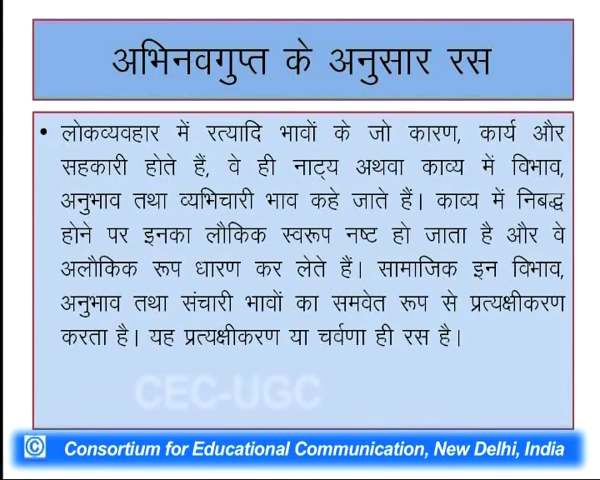 अभिनवगुप्त के अनुसार रस
• लोकव्यवहार में रत्यादि भावों के जो कारण, कार्य और
सहकारी होते हैं, वे ही नाट्य अथवा काव्य में विभाव,
अनुभाव तथा व्यभिचारी भाव कहे जाते हैं। काव्य में निबद्ध
होने पर इनका लौकिक स्वरूप नष्ट हो जाता है और वे
अलौकिक रूप धारण कर लेते हैं। सामाजिक इन विभाव,
अनुभाव तथा संचारी भावों का समवेत रूप से प्रत्यक्षीकरण
करता है। यह प्रत्यक्षीकरण या चर्वणा ही रस है।
CEC-UGC
© Consortium for Educational Communication, New Delhi, India